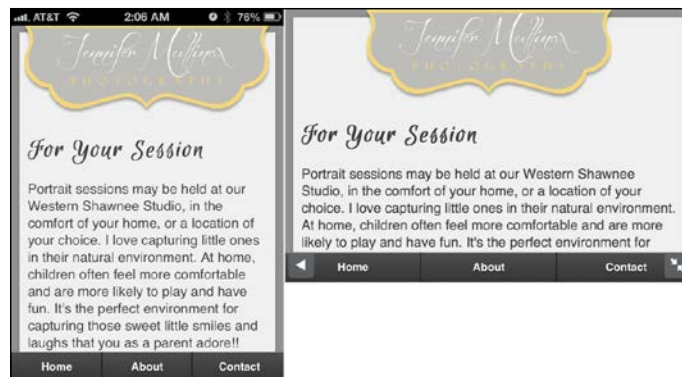 AT&T 2:06 AM 76%
Jennifer Mullinax
PHOTOGRAPHY
For Your Session
Portrait sessions may be held at our
Western Shawnee Studio, in the
comfort of your home, or a location of
your choice. I love capturing little ones
in their natural environment. At home,
children often feel more comfortable
and are more likely to play and have
fun. It's the perfect environment for
capturing those sweet little smiles and
laughs that you as a parent adore!!
Home About Contact
Jennifer Mullinax
PHOTOGRAPHY
For Your Session
Portrait sessions may be held at our Western Shawnee
Studio, in the comfort of your home, or a location of your
choice. I love capturing little ones in their natural environment.
At home, children often feel more comfortable and are more
likely to play and have fun. It's the perfect environment for
Home About Contact